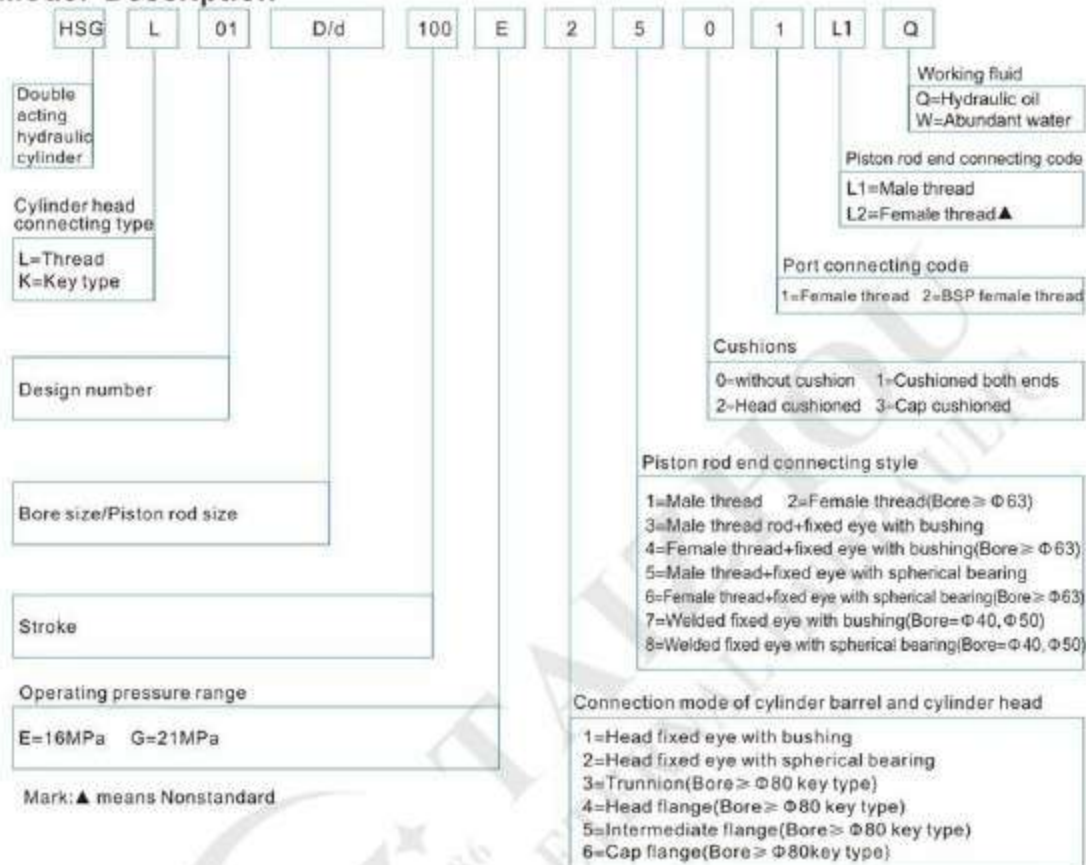 HSG L 01 D/d 100 E 2 5 0 1 L1 Q
Working fluid
Q=Hydraulic oil
W=Abundant water
Double
acting
hydraulic
cylinder
Piston rod end connecting code
L1=Male thread
L2=Female thread▲
Cylinder head
connecting type
L=Thread
K=Key type
Port connecting code
1=Female thread 2=BSP female thread
Cushions
0=without cushion 1=Cushioned both ends
2=Head cushioned 3=Cap cushioned
Design number
Piston rod end connecting style
1=Male thread 2=Female thread(Bore≥Φ63)
3=Male thread rod+fixed eye with bushing
4=Female thread+fixed eye with bushing(Bore≥Φ63)
5=Male thread+fixed eye with spherical bearing
6=Female thread+fixed eye with spherical bearing(Bore≥Φ63)
7=Welded fixed eye with bushing(Bore=Φ40,Φ50)
8=Welded fixed eye with spherical bearing(Bore=Φ40,Φ50)
Bore size/Piston rod size
Stroke
Operating pressure range
E=16MPa G=21MPa
Mark:▲ means Nonstandard
Connection mode of cylinder barrel and cylinder head
1=Head fixed eye with bushing
2=Head fixed eye with spherical bearing
3=Trunnion(Bore≥Φ80 key type)
4=Head flange(Bore≥Φ80 key type)
5=Intermediate flange(Bore≥Φ80 key type)
6=Cap flange(Bore≥Φ80key type)